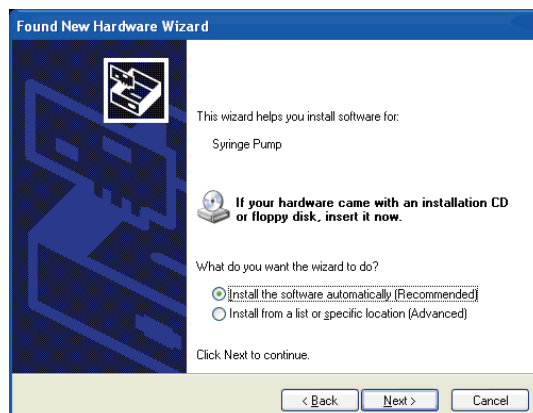 Found New Hardware Wizard
This wizard helps you install software for:
Syringe Pump
If your hardware came with an installation CD
or floppy disk, insert it now.
What do you want the wizard to do?
Install the software automatically (Recommended)
Install from a list or specific location (Advanced)
Click Next to continue.
< Back Next > Cancel